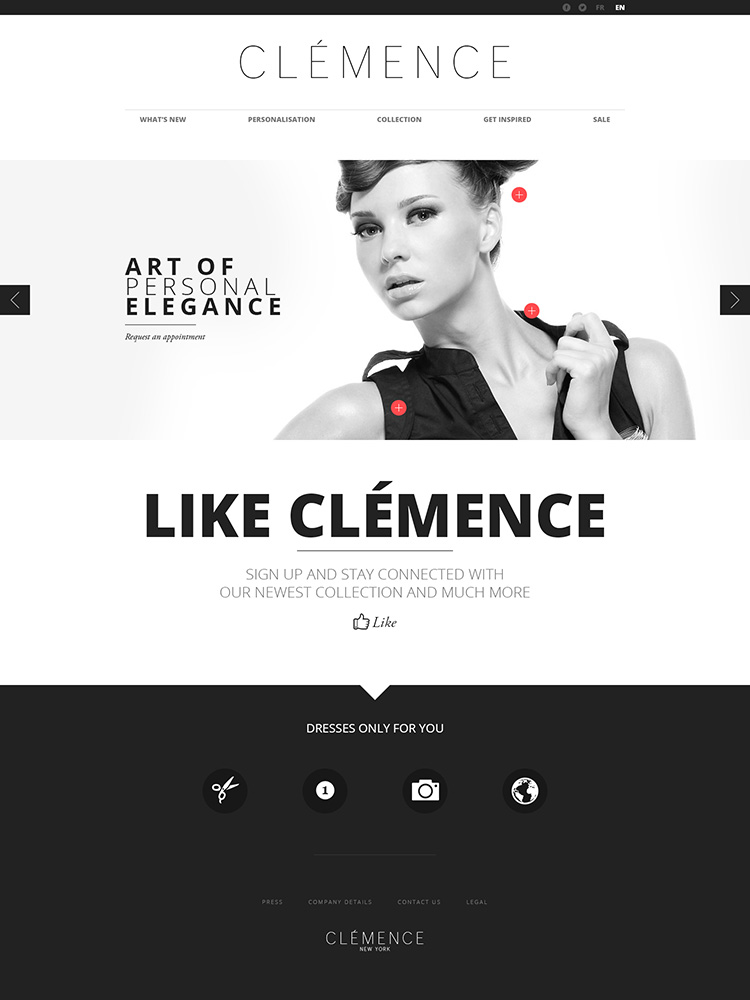 FR EN
CLÉMENCE
WHAT'S NEW PERSONALISATION COLLECTION GET INSPIRED SALE
ART OF
PERSONAL
ELEGANCE
Request an appointment
LIKE CLÉMENCE
SIGN UP AND STAY CONNECTED WITH
OUR NEWEST COLLECTION AND MUCH MORE
Like
DRESSES ONLY FOR YOU
1
PRESS COMPANY DETAILS CONTACT US LEGAL
CLÉMENCE
NEW YORK